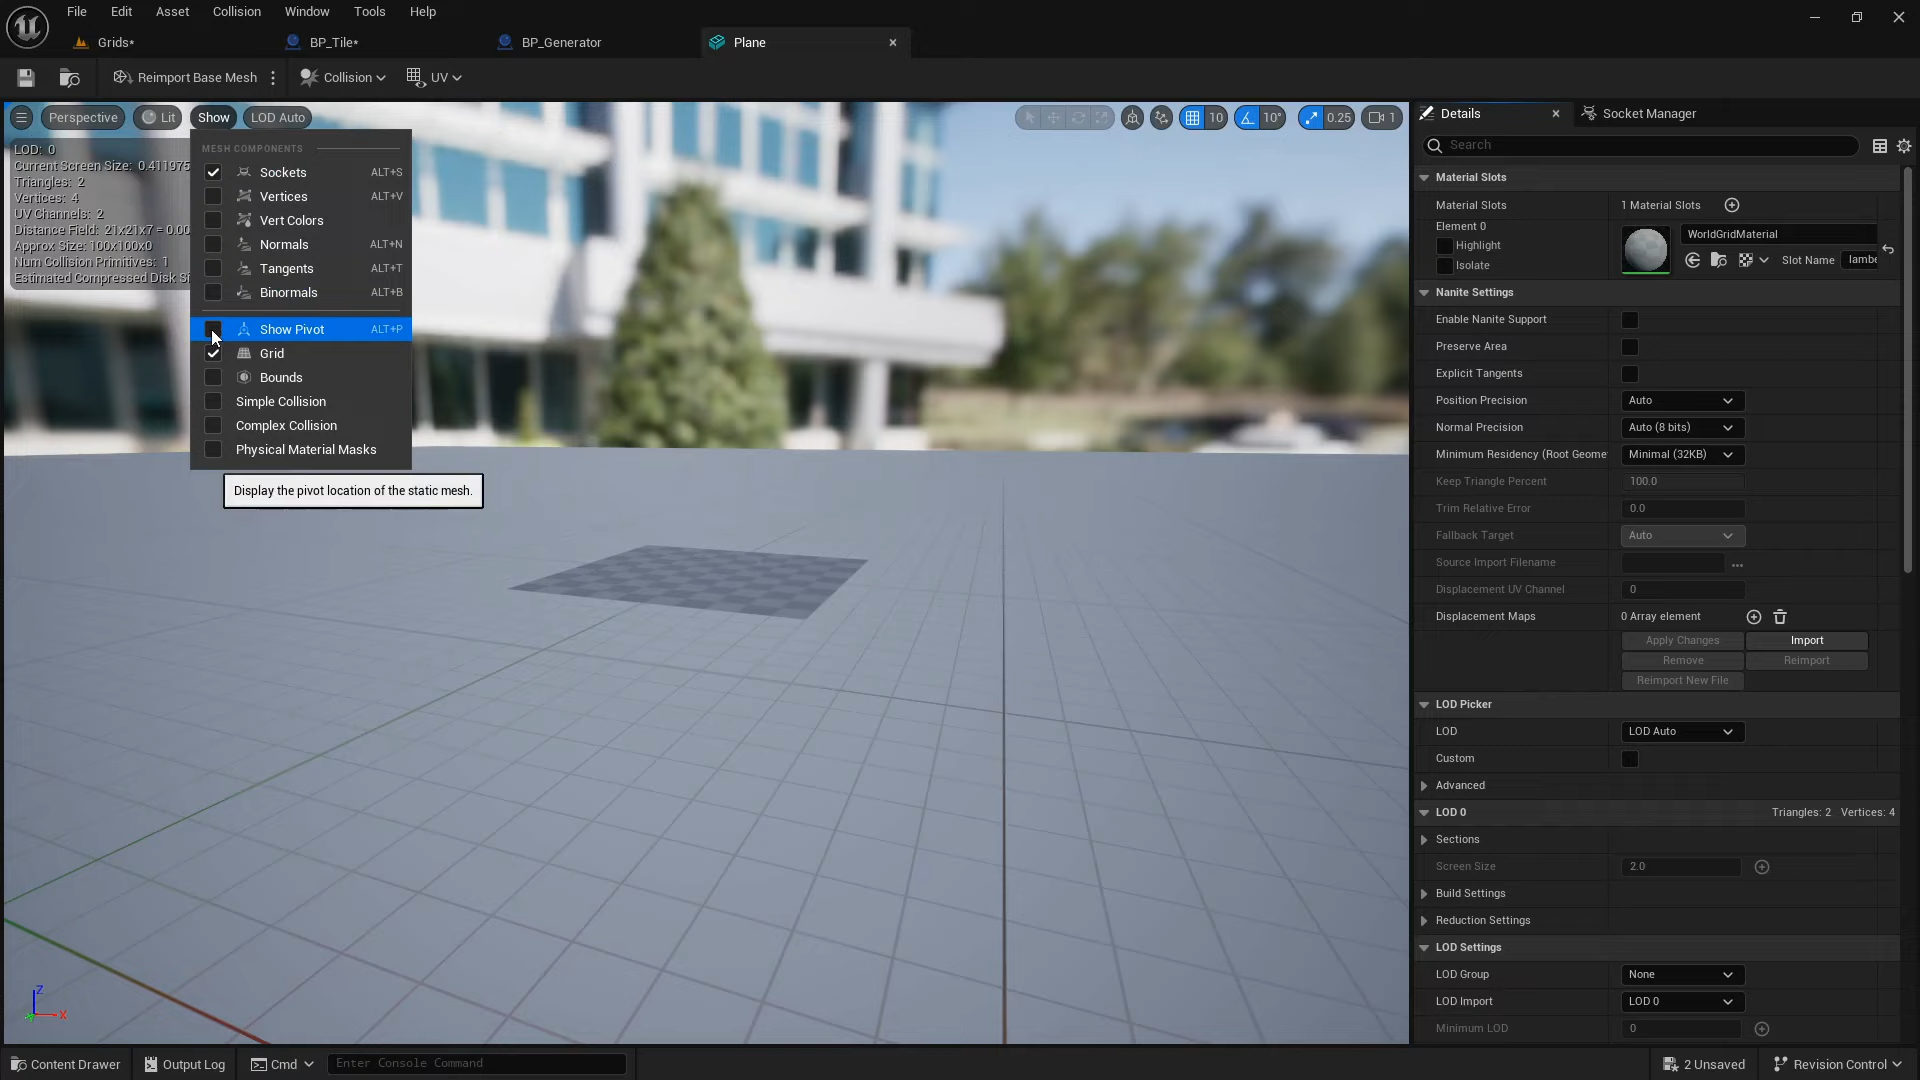 File Edit Asset Collision Window Tools Help
Grids* BP_Tile* BP_Generator Plane
Reimport Base Mesh Collision UV
Perspective Lit Show LOD Auto 10 10° 0.25 1
LOD: 0
Current Screen Size: 0.411975
Triangles: 2
Vertices: 4
UV Channels: 2
Distance Field: 21x21x7 = 0.00
Approx Size: 100x100x0
Num Collision Primitives: 1
Estimated Compressed Disk Si
MESH COMPONENTS
Sockets ALT+S
Vertices ALT+V
Vert Colors
Normals ALT+N
Tangents ALT+T
Binormals ALT+B
Show Pivot ALT+P
Grid
Bounds
Simple Collision
Complex Collision
Physical Material Masks
Display the pivot location of the static mesh.
Z
X
Details Socket Manager
Search
Material Slots
Material Slots 1 Material Slots
Element 0
Highlight
Isolate
WorldGridMaterial
Slot Name lambe
Nanite Settings
Enable Nanite Support
Preserve Area
Explicit Tangents
Position Precision Auto
Normal Precision Auto (8 bits)
Minimum Residency (Root Geome Minimal (32KB)
Keep Triangle Percent 100.0
Trim Relative Error 0.0
Fallback Target Auto
Source Import Filename
Displacement UV Channel 0
Displacement Maps 0 Array element
Apply Changes Import
Remove Reimport
Reimport New File
LOD Picker
LOD LOD Auto
Custom
Advanced
LOD 0 Triangles: 2 Vertices: 4
Sections
Screen Size 2.0
Build Settings
Reduction Settings
LOD Settings
LOD Group None
LOD Import LOD 0
Minimum LOD 0
Content Drawer Output Log Cmd Enter Console Command 2 Unsaved Revision Control